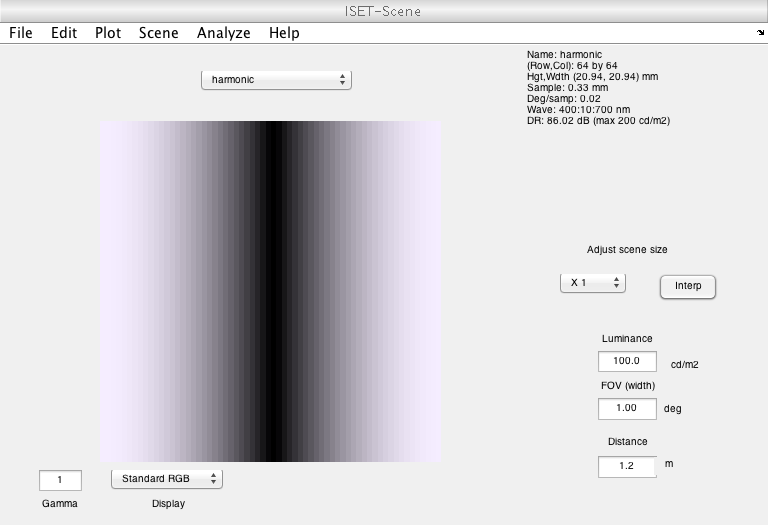 ISET-Scene
File Edit Plot Scene Analyze Help
harmonic
Name: harmonic
(Row,Col): 64 by 64
Hgt,Wdth (20.94, 20.94) mm
Sample: 0.33 mm
Deg/samp: 0.02
Wave: 400:10:700 nm
DR: 86.02 dB (max 200 cd/m2)
Adjust scene size
X 1 Interp
Luminance
100.0 cd/m2
FOV (width)
1.00 deg
Distance
1.2 m
1 Standard RGB
Gamma Display